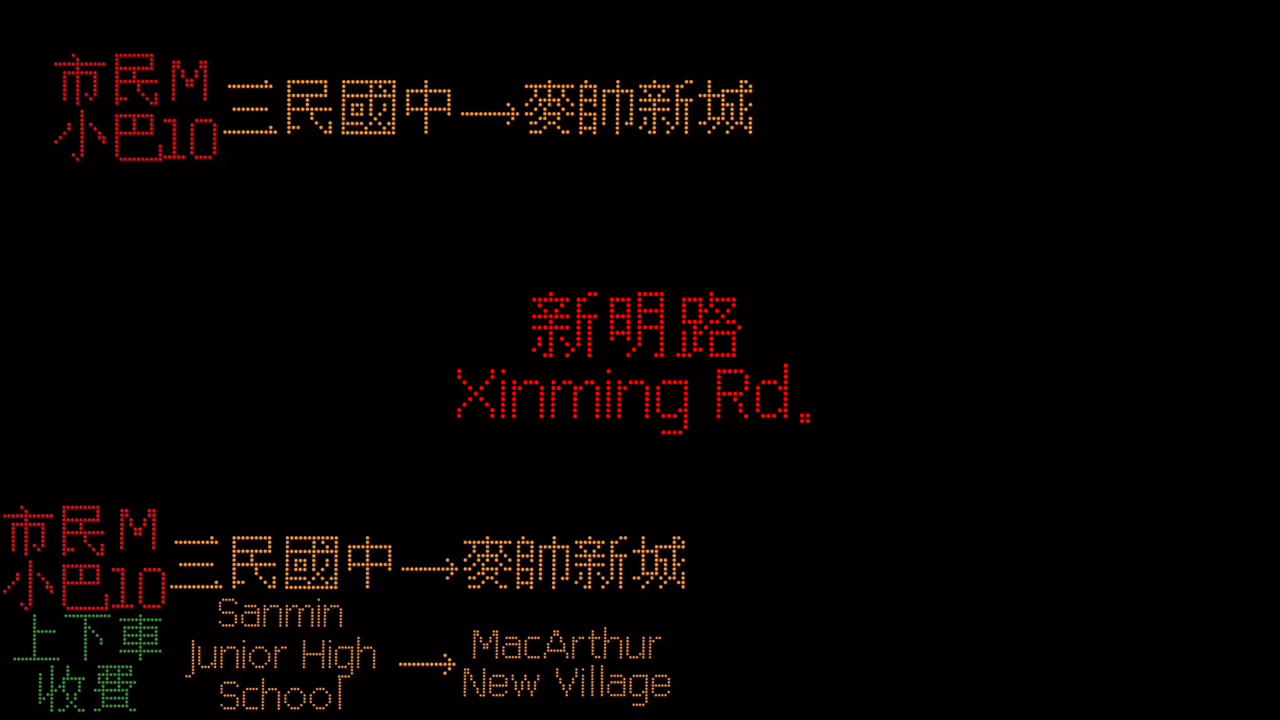 市民M
小巴10
三民國中→麥帥新城
新明路
Xinming Rd.
市民M
小巴10
三民國中→麥帥新城
上下車
收費
Sanmin
Junior High
School
→
MacArthur
New Village